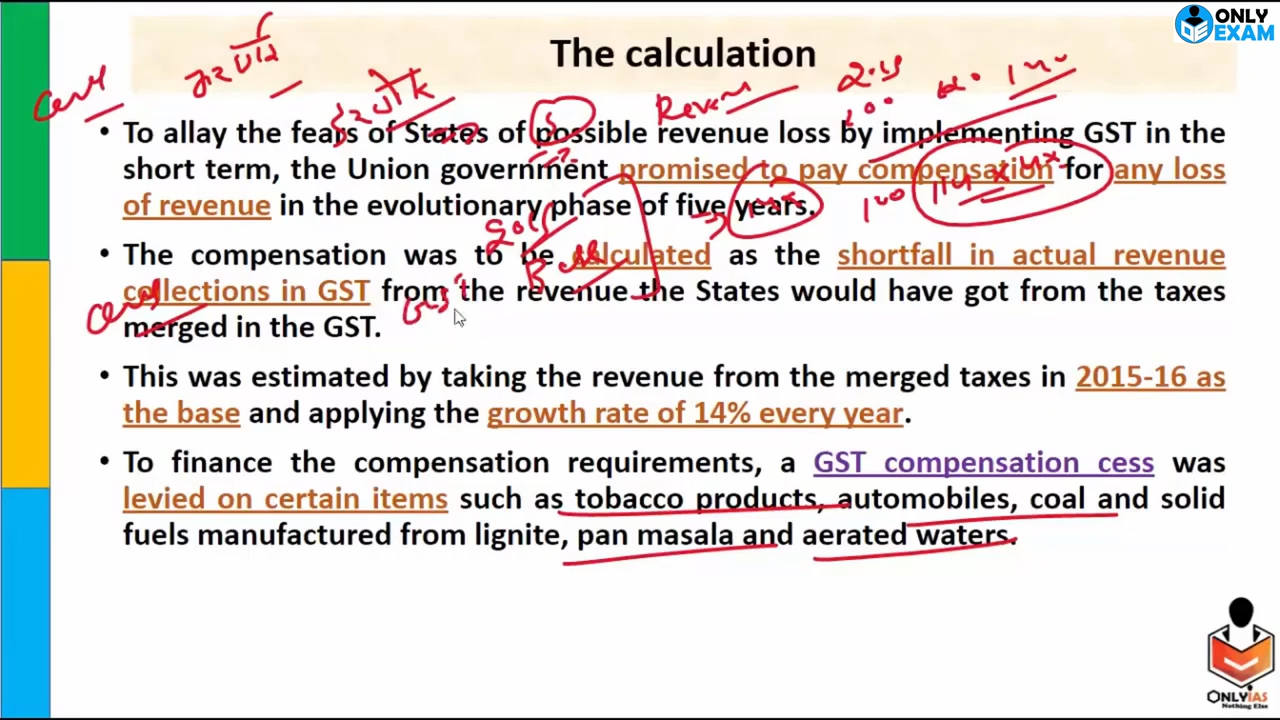 ONLY
EXAM
The calculation
• To allay the fears of States of possible revenue loss by implementing GST in the
short term, the Union government promised to pay compensation for any loss
of revenue in the evolutionary phase of five years.
• The compensation was to be calculated as the shortfall in actual revenue
collections in GST from the revenue the States would have got from the taxes
merged in the GST.
• This was estimated by taking the revenue from the merged taxes in 2015-16 as
the base and applying the growth rate of 14% every year.
• To finance the compensation requirements, a GST compensation cess was
levied on certain items such as tobacco products, automobiles, coal and solid
fuels manufactured from lignite, pan masala and aerated waters.
ONLYIAS
Nothing Else